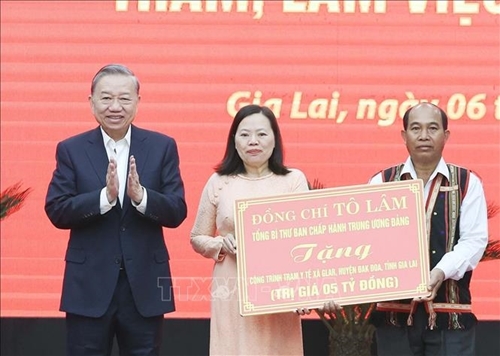 THĂM, LÀM VIỆC
Gia Lai, ngày 06
ĐỒNG CHÍ TÔ LÂM
TỔNG BÍ THƯ BAN CHẤP HÀNH TRUNG ƯƠNG ĐẢNG
Tặng
CÔNG TRÌNH TRẠM Y TẾ XÃ GLAR, HUYỆN ĐAK ĐOA, TỈNH GIA LAI
(TRỊ GIÁ 05 TỶ ĐỒNG)